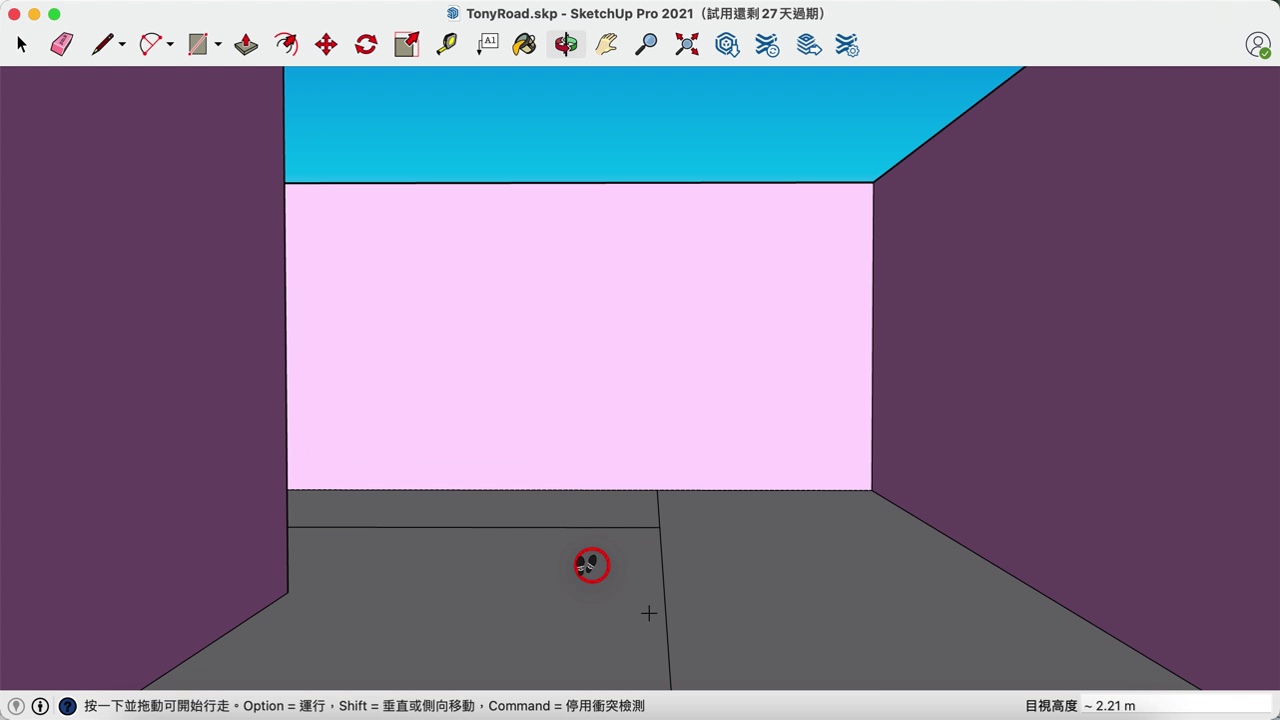 TonyRoad.skp - SketchUp Pro 2021（試用還剩 27 天過期）
A1
按一下並拖動可開始行走。Option = 運行，Shift = 垂直或側向移動，Command = 停用衝突檢測
目視高度 ~ 2.21 m